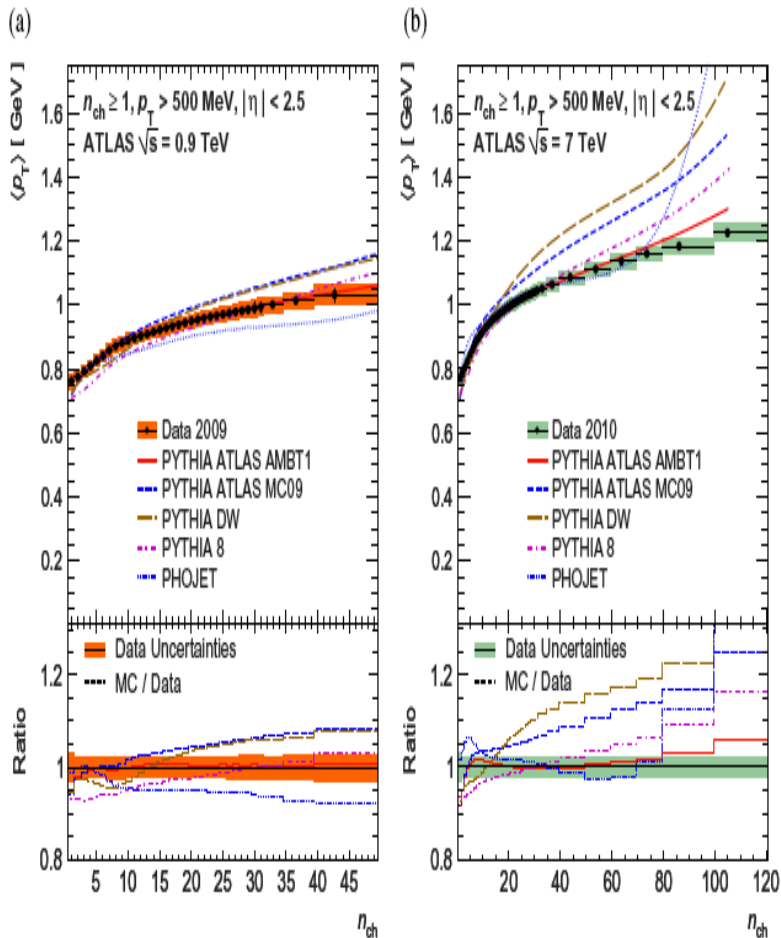 (a)
(b)
⟨p_T⟩ [ GeV ]
1.6
1.4
1.2
1
0.8
0.6
0.4
0.2
n_ch ≥ 1, p_T > 500 MeV, |η| < 2.5
ATLAS √s = 0.9 TeV
Data 2009
PYTHIA ATLAS AMBT1
PYTHIA ATLAS MC09
PYTHIA DW
PYTHIA 8
PHOJET
Ratio
1.2
1
0.8
Data Uncertainties
MC / Data
5 10 15 20 25 30 35 40 45
n_ch
⟨p_T⟩ [ GeV ]
1.6
1.4
1.2
1
0.8
0.6
0.4
0.2
n_ch ≥ 1, p_T > 500 MeV, |η| < 2.5
ATLAS √s = 7 TeV
Data 2010
PYTHIA ATLAS AMBT1
PYTHIA ATLAS MC09
PYTHIA DW
PYTHIA 8
PHOJET
Ratio
1.2
1
0.8
Data Uncertainties
MC / Data
20 40 60 80 100 120
n_ch